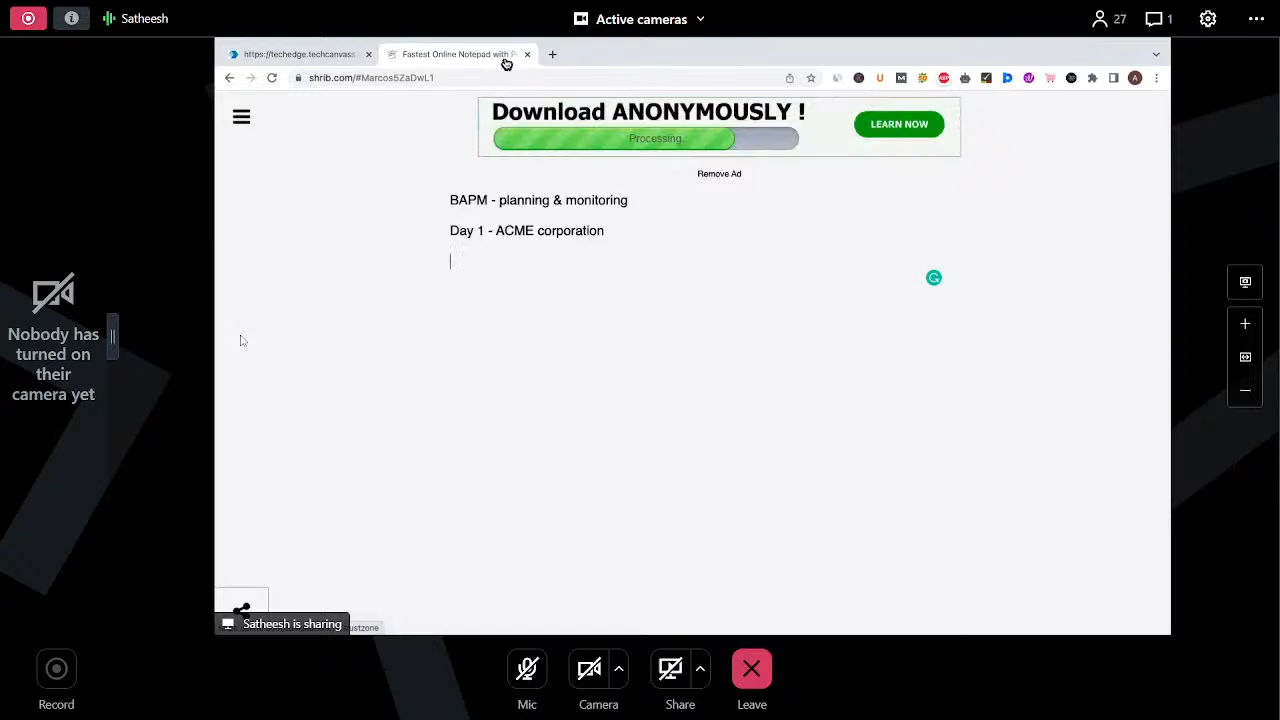 Satheesh
Active cameras
27
1
https://techedge.techcanvass
Fastest Online Notepad with P
shrib.com/#Marcos5ZaDwL1
Download ANONYMOUSLY !
Processing
LEARN NOW
Remove Ad
BAPM - planning & monitoring
Day 1 - ACME corporation
Nobody has
turned on
their
camera yet
Satheesh is sharing
ustzone
Record
Mic
Camera
Share
Leave